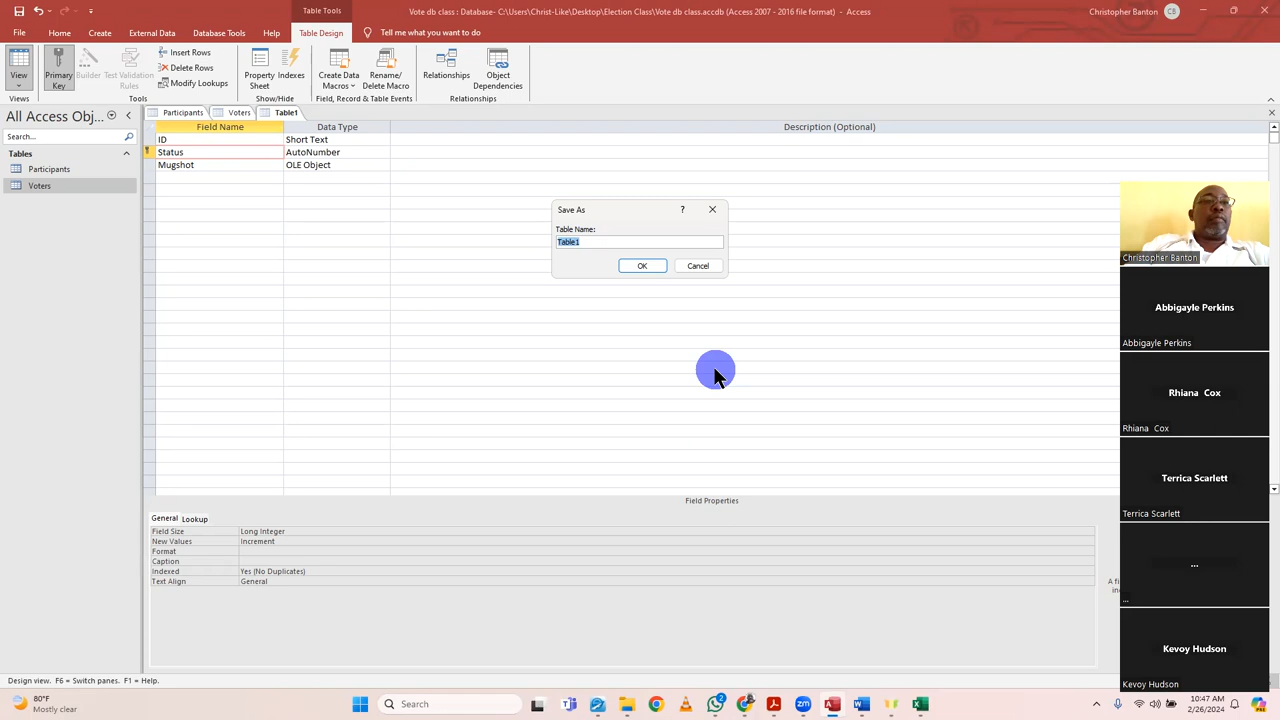 Table Tools
Vote db class : Database- C:\Users\Christ-Like\Desktop\Election Class\Vote db class.accdb (Access 2007 - 2016 file format) - Access
Christopher Banton
CB
File
Home
Create
External Data
Database Tools
Help
Table Design
Tell me what you want to do
View
Primary
Key
Builder
Test Validation
Rules
Insert Rows
Delete Rows
Modify Lookups
Property
Sheet
Indexes
Create Data
Macros
Rename/
Delete Macro
Relationships
Object
Dependencies
Views
Tools
Show/Hide
Field, Record & Table Events
Relationships
All Access Obj...
Search...
Tables
Participants
Voters
Participants
Voters
Table1
Field Name
Data Type
Description (Optional)
ID
Short Text
Status
AutoNumber
Mugshot
OLE Object
Save As
?
Table Name:
Table1
OK
Cancel
Christopher Banton
Abbigayle Perkins
Abbigayle Perkins
Rhiana Cox
Rhiana Cox
Terrica Scarlett
Terrica Scarlett
...
...
Kevoy Hudson
Kevoy Hudson
Field Properties
General
Lookup
Field Size
Long Integer
New Values
Increment
Format
Caption
Indexed
Yes (No Duplicates)
Text Align
General
A fi
in
Design view. F6 = Switch panes. F1 = Help.
80°F
Mostly clear
Search
2
10:47 AM
2/26/2024